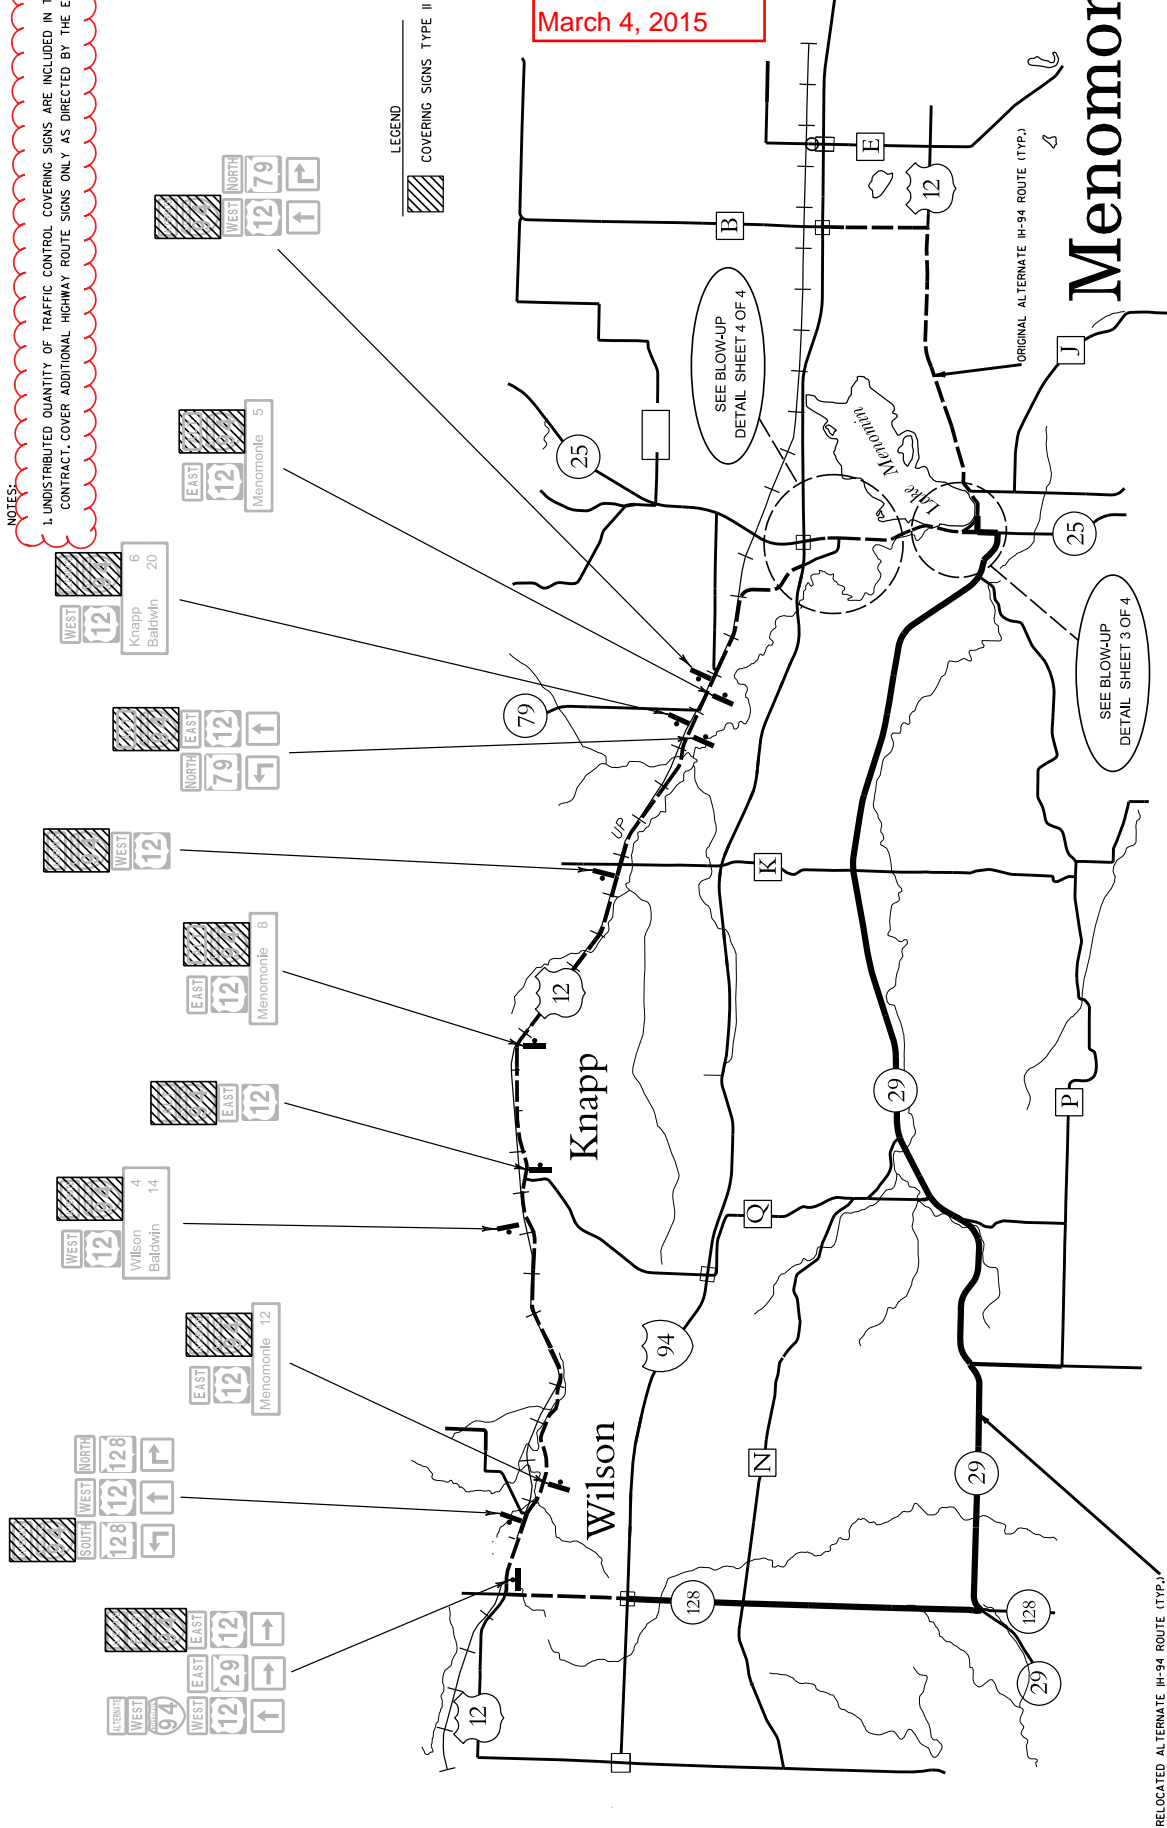 NOTES:
1. UNDISTRIBUTED QUANTITY OF TRAFFIC CONTROL COVERING SIGNS ARE INCLUDED IN
CONTRACT. COVER ADDITIONAL HIGHWAY ROUTE SIGNS ONLY AS DIRECTED BY THE
March 4, 2015
LEGEND
COVERING SIGNS TYPE II
ALTERNATE
WEST
94
WEST
12
EAST
29
EAST
12
SOUTH
128
WEST
12
NORTH
128
EAST
12
Menomonie 12
WEST
12
Wilson 4
Baldwin 14
EAST
12
EAST
12
Menomonie 8
WEST
12
NORTH
79
EAST
12
WEST
12
Knapp 6
Baldwin 20
EAST
12
Menomonie 5
WEST
12
NORTH
79
Wilson
Knapp
Menomon
Lake Menomin
UP
12
12
12
94
128
128
29
29
29
79
25
25
N
Q
K
P
B
E
J
SEE BLOW-UP
DETAIL SHEET 4 OF 4
SEE BLOW-UP
DETAIL SHEET 3 OF 4
ORIGINAL ALTERNATE IH-94 ROUTE (TYP.)
RELOCATED ALTERNATE IH-94 ROUTE (TYP.)